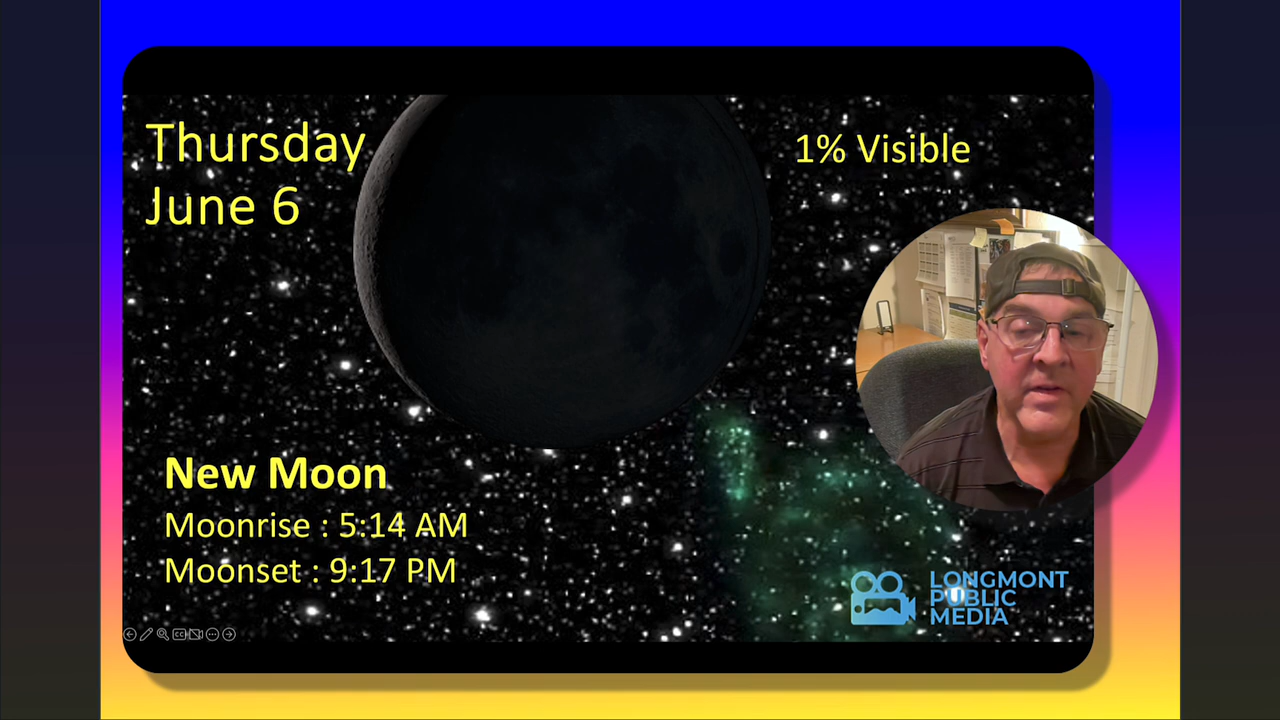 Thursday
June 6
1% Visible
New Moon
Moonrise : 5:14 AM
Moonset : 9:17 PM
LONGMONT
PUBLIC
MEDIA